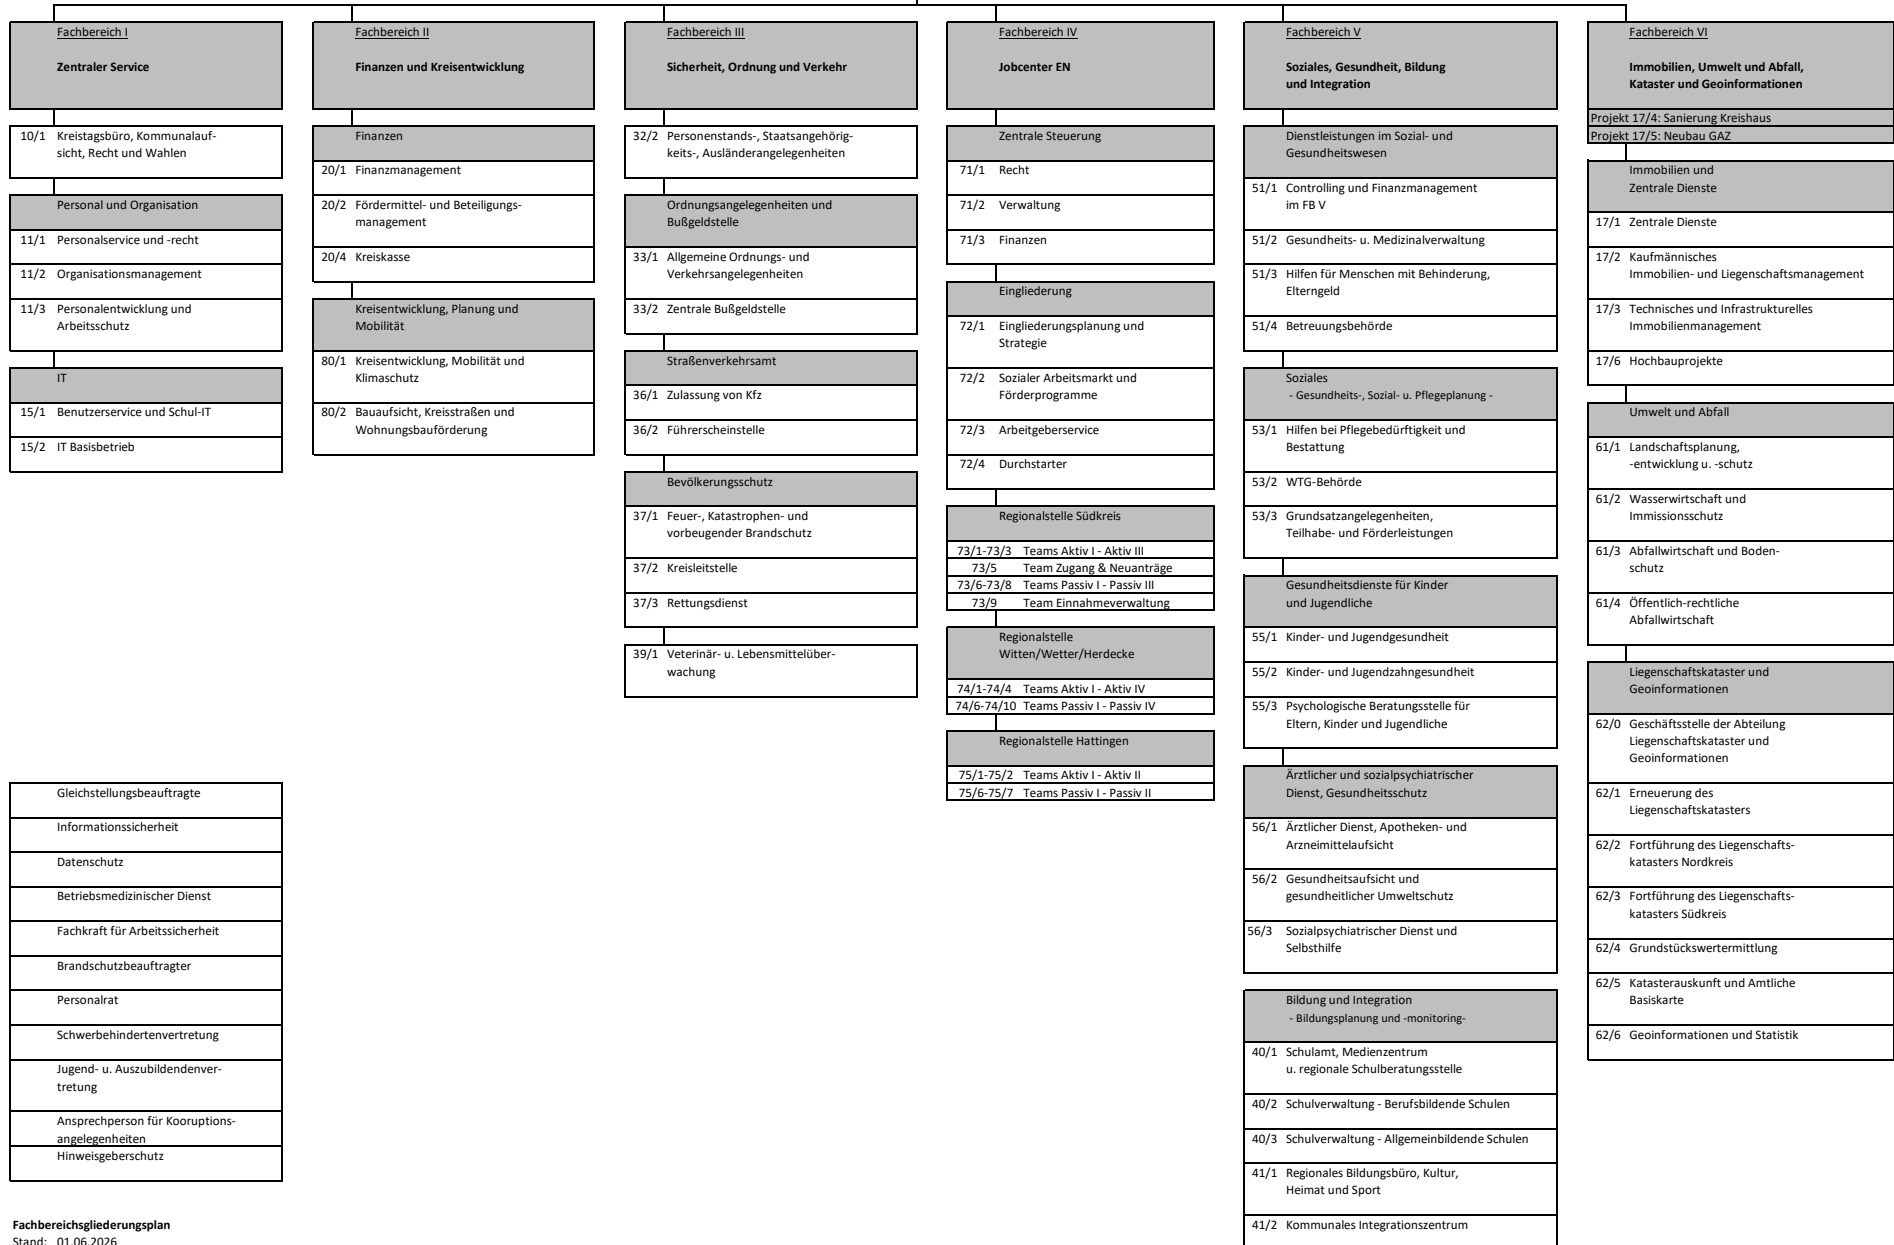 Fachbereich I
Zentraler Service
10/1 Kreistagsbüro, Kommunalauf-
sicht, Recht und Wahlen
Personal und Organisation
11/1 Personalservice und -recht
11/2 Organisationsmanagement
11/3 Personalentwicklung und
Arbeitsschutz
IT
15/1 Benutzerservice und Schul-IT
15/2 IT Basisbetrieb
Gleichstellungsbeauftragte
Informationssicherheit
Datenschutz
Betriebsmedizinischer Dienst
Fachkraft für Arbeitssicherheit
Brandschutzbeauftragter
Personalrat
Schwerbehindertenvertretung
Jugend- u. Auszubildendenver-
tretung
Ansprechperson für Kooruptions-
angelegenheiten
Hinweisgeberschutz
Fachbereichsgliederungsplan
Stand: 01.06.2026
Fachbereich II
Finanzen und Kreisentwicklung
Finanzen
20/1 Finanzmanagement
20/2 Fördermittel- und Beteiligungs-
management
20/4 Kreiskasse
Kreisentwicklung, Planung und
Mobilität
80/1 Kreisentwicklung, Mobilität und
Klimaschutz
80/2 Bauaufsicht, Kreisstraßen und
Wohnungsbauförderung
Fachbereich III
Sicherheit, Ordnung und Verkehr
32/2 Personenstands-, Staatsangehörig-
keits-, Ausländerangelegenheiten
Ordnungsangelegenheiten und
Bußgeldstelle
33/1 Allgemeine Ordnungs- und
Verkehrsangelegenheiten
33/2 Zentrale Bußgeldstelle
Straßenverkehrsamt
36/1 Zulassung von Kfz
36/2 Führerscheinstelle
Bevölkerungsschutz
37/1 Feuer-, Katastrophen- und
vorbeugender Brandschutz
37/2 Kreisleitstelle
37/3 Rettungsdienst
39/1 Veterinär- u. Lebensmittelüber-
wachung
Fachbereich IV
Jobcenter EN
Zentrale Steuerung
71/1 Recht
71/2 Verwaltung
71/3 Finanzen
Eingliederung
72/1 Eingliederungsplanung und
Strategie
72/2 Sozialer Arbeitsmarkt und
Förderprogramme
72/3 Arbeitgeberservice
72/4 Durchstarter
Regionalstelle Südkreis
73/1-73/3 Teams Aktiv I - Aktiv III
73/5 Team Zugang & Neuanträge
73/6-73/8 Teams Passiv I - Passiv III
73/9 Team Einnahmeverwaltung
Regionalstelle
Witten/Wetter/Herdecke
74/1-74/4 Teams Aktiv I - Aktiv IV
74/6-74/10 Teams Passiv I - Passiv IV
Regionalstelle Hattingen
75/1-75/2 Teams Aktiv I - Aktiv II
75/6-75/7 Teams Passiv I - Passiv II
Fachbereich V
Soziales, Gesundheit, Bildung
und Integration
Dienstleistungen im Sozial- und
Gesundheitswesen
51/1 Controlling und Finanzmanagement
im FB V
51/2 Gesundheits- u. Medizinalverwaltung
51/3 Hilfen für Menschen mit Behinderung,
Elterngeld
51/4 Betreuungsbehörde
Soziales
- Gesundheits-, Sozial- u. Pflegeplanung -
53/1 Hilfen bei Pflegebedürftigkeit und
Bestattung
53/2 WTG-Behörde
53/3 Grundsatzangelegenheiten,
Teilhabe- und Förderleistungen
Gesundheitsdienste für Kinder
und Jugendliche
55/1 Kinder- und Jugendgesundheit
55/2 Kinder- und Jugendzahngesundheit
55/3 Psychologische Beratungsstelle für
Eltern, Kinder und Jugendliche
Ärztlicher und sozialpsychiatrischer
Dienst, Gesundheitsschutz
56/1 Ärztlicher Dienst, Apotheken- und
Arzneimittelaufsicht
56/2 Gesundheitsaufsicht und
gesundheitlicher Umweltschutz
56/3 Sozialpsychiatrischer Dienst und
Selbsthilfe
Bildung und Integration
- Bildungsplanung und -monitoring-
40/1 Schulamt, Medienzentrum
u. regionale Schulberatungsstelle
40/2 Schulverwaltung - Berufsbildende Schulen
40/3 Schulverwaltung - Allgemeinbildende Schulen
41/1 Regionales Bildungsbüro, Kultur,
Heimat und Sport
41/2 Kommunales Integrationszentrum
Fachbereich VI
Immobilien, Umwelt und Abfall,
Kataster und Geoinformationen
Projekt 17/4: Sanierung Kreishaus
Projekt 17/5: Neubau GAZ
Immobilien und
Zentrale Dienste
17/1 Zentrale Dienste
17/2 Kaufmännisches
Immobilien- und Liegenschaftsmanagement
17/3 Technisches und Infrastrukturelles
Immobilienmanagement
17/6 Hochbauprojekte
Umwelt und Abfall
61/1 Landschaftsplanung,
-entwicklung u. -schutz
61/2 Wasserwirtschaft und
Immissionsschutz
61/3 Abfallwirtschaft und Boden-
schutz
61/4 Öffentlich-rechtliche
Abfallwirtschaft
Liegenschaftskataster und
Geoinformationen
62/0 Geschäftsstelle der Abteilung
Liegenschaftskataster und
Geoinformationen
62/1 Erneuerung des
Liegenschaftskatasters
62/2 Fortführung des Liegenschafts-
katasters Nordkreis
62/3 Fortführung des Liegenschafts-
katasters Südkreis
62/4 Grundstückswertermittlung
62/5 Katasterauskunft und Amtliche
Basiskarte
62/6 Geoinformationen und Statistik